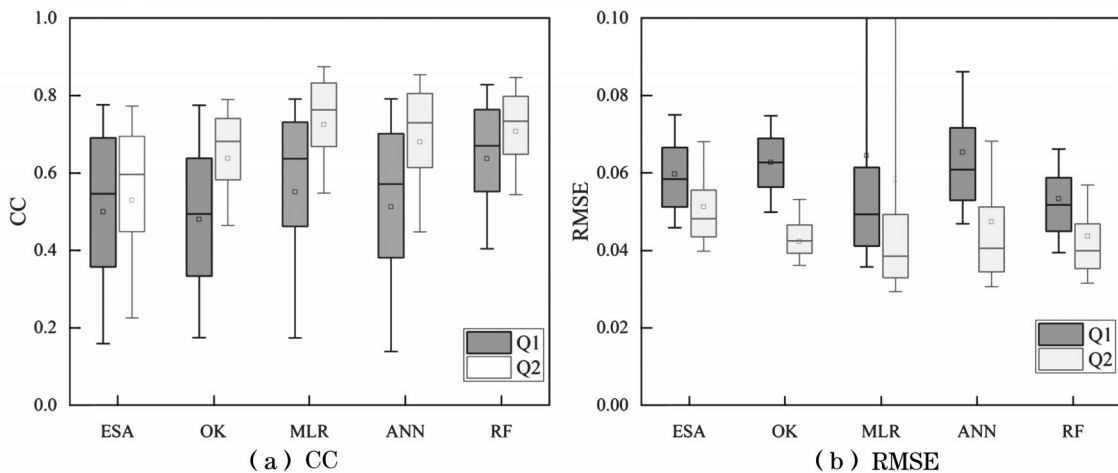 CC
1.0
0.8
0.6
0.4
0.2
0.0
Q1
Q2
ESA OK MLR ANN RF
(a) CC
RMSE
0.10
0.08
0.06
0.04
0.02
0.00
Q1
Q2
ESA OK MLR ANN RF
(b) RMSE